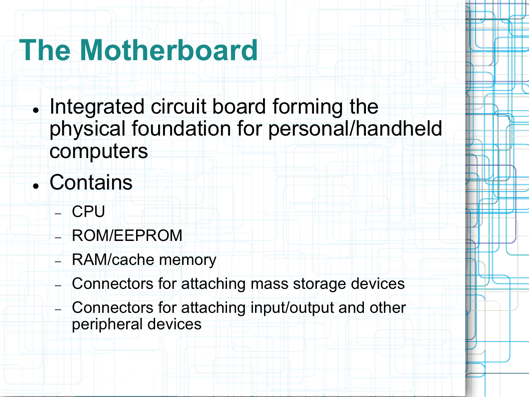 The Motherboard
● Integrated circuit board forming the
physical foundation for personal/handheld
computers
● Contains
– CPU
– ROM/EEPROM
– RAM/cache memory
– Connectors for attaching mass storage devices
– Connectors for attaching input/output and other
peripheral devices